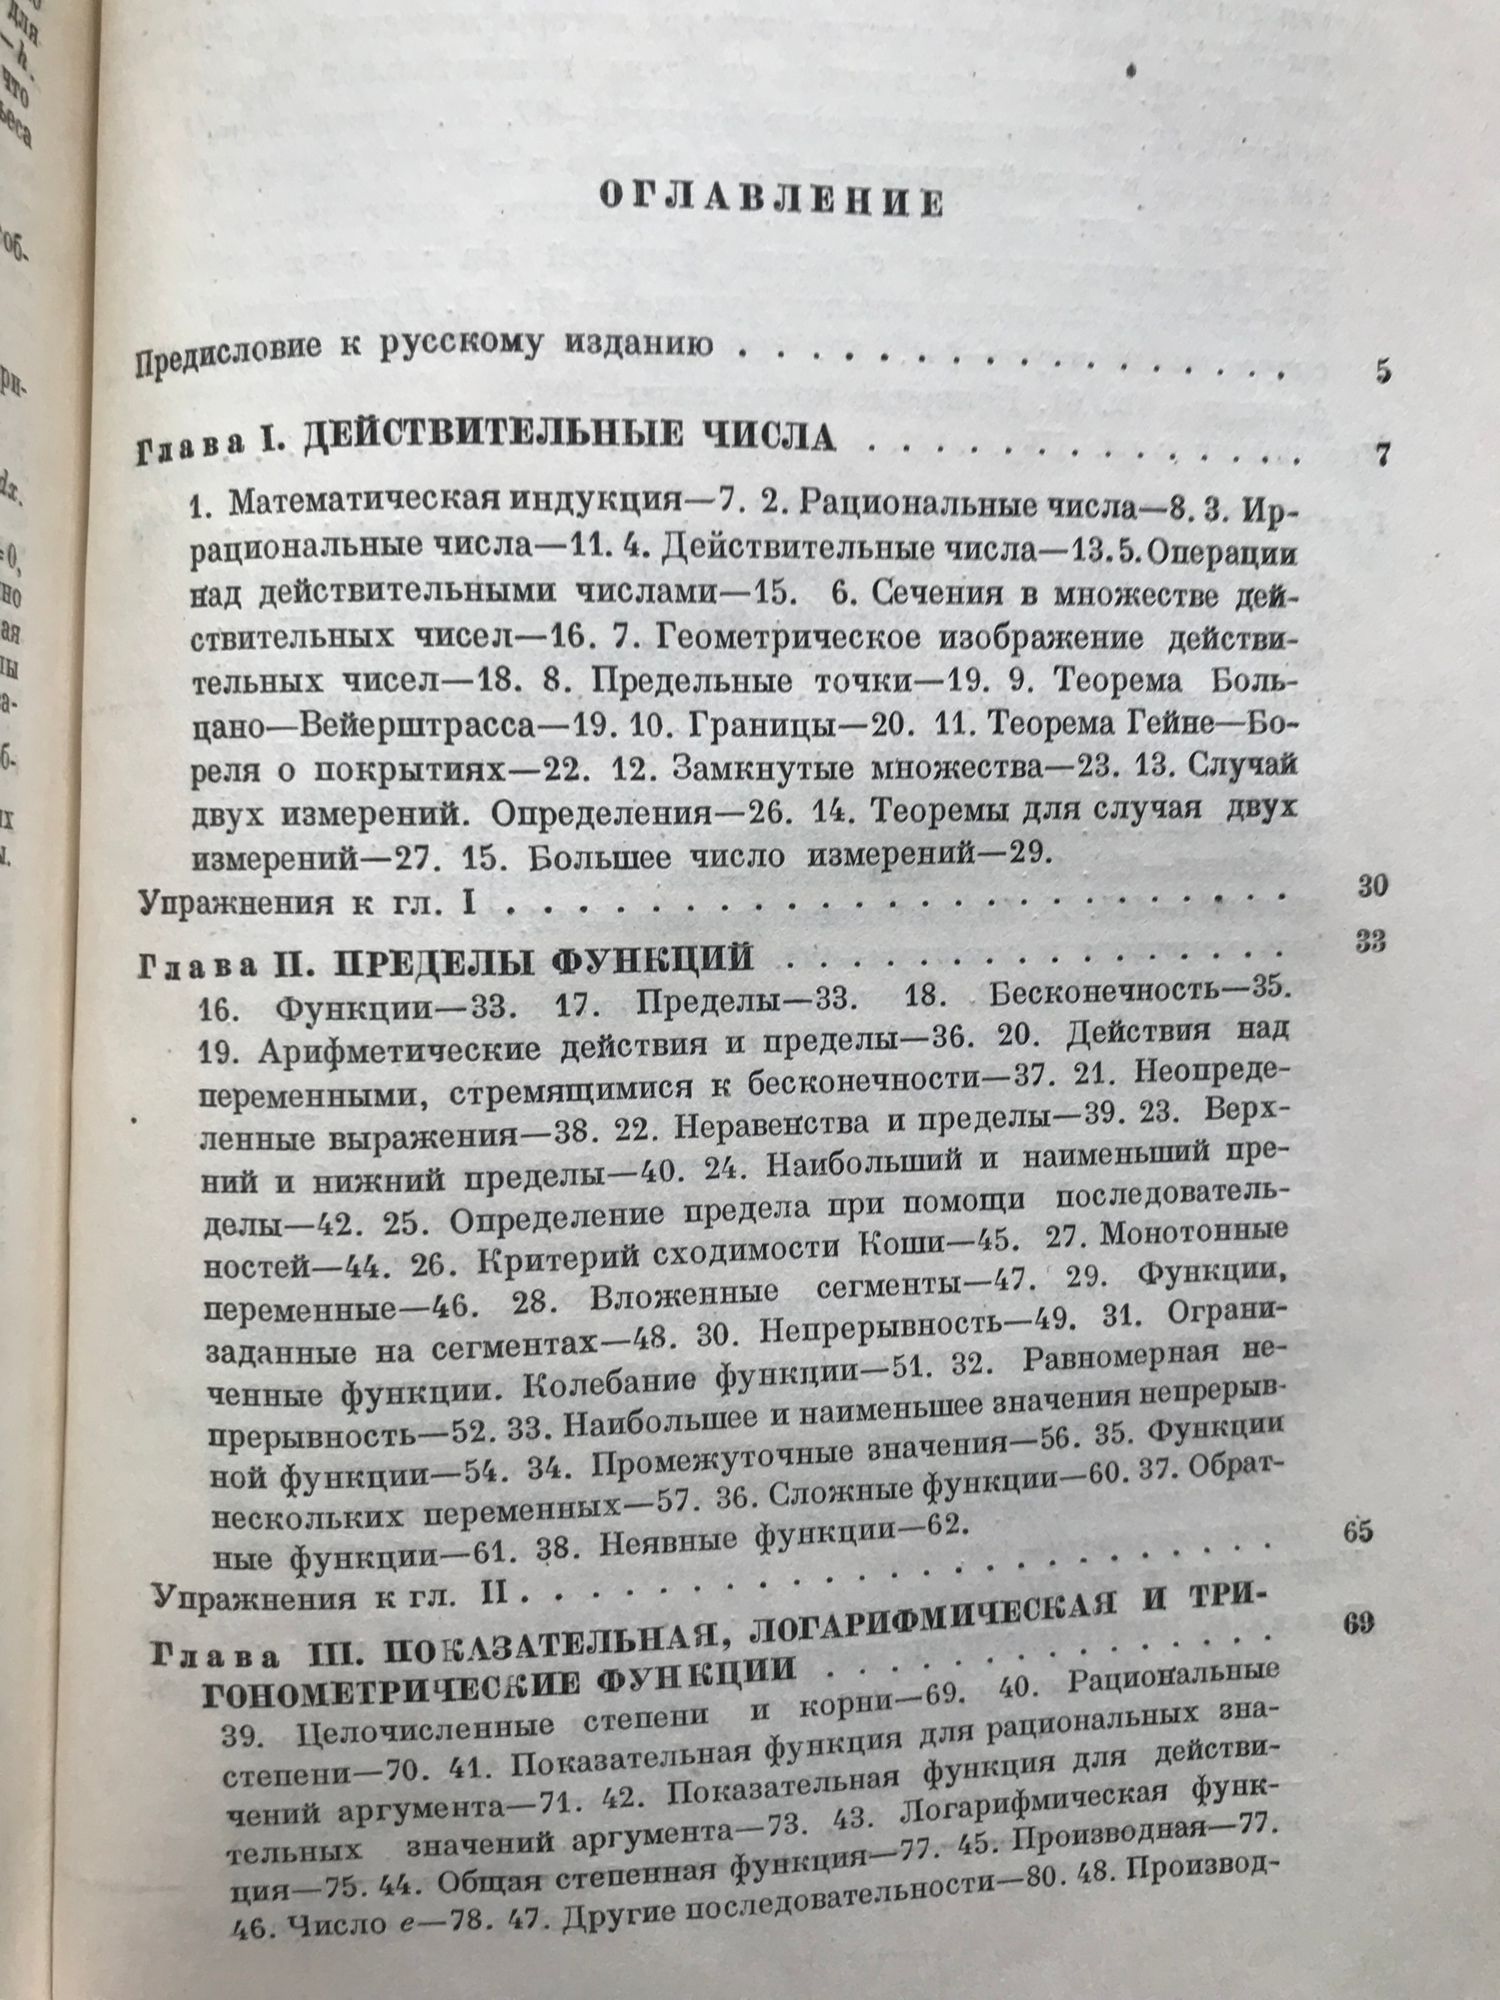 ОГЛАВЛЕНИЕ
Предисловие к русскому изданию . . . . . . . . . . . . . . . 5
Глава I. ДЕЙСТВИТЕЛЬНЫЕ ЧИСЛА . . . . . . . . . . . . . 7
1. Математическая индукция—7. 2. Рациональные числа—8. 3. Ир-
рациональные числа—11. 4. Действительные числа—13. 5. Операции
над действительными числами—15. 6. Сечения в множестве дей-
ствительных чисел—16. 7. Геометрическое изображение действи-
тельных чисел—18. 8. Предельные точки—19. 9. Теорема Боль-
цано—Вейерштрасса—19. 10. Границы—20. 11. Теорема Гейне—Бо-
реля о покрытиях—22. 12. Замкнутые множества—23. 13. Случай
двух измерений. Определения—26. 14. Теоремы для случая двух
измерений—27. 15. Большее число измерений—29.
Упражнения к гл. I . . . . . . . . . . . . . . . . . . . . . 30
Глава II. ПРЕДЕЛЫ ФУНКЦИЙ . . . . . . . . . . . . . . . 33
16. Функции—33. 17. Пределы—33. 18. Бесконечность—35.
19. Арифметические действия и пределы—36. 20. Действия над
переменными, стремящимися к бесконечности—37. 21. Неопреде-
ленные выражения—38. 22. Неравенства и пределы—39. 23. Верх-
ний и нижний пределы—40. 24. Наибольший и наименьший пре-
делы—42. 25. Определение предела при помощи последователь-
ностей—44. 26. Критерий сходимости Коши—45. 27. Монотонные
переменные—46. 28. Вложенные сегменты—47. 29. Функции,
заданные на сегментах—48. 30. Непрерывность—49. 31. Ограни-
ченные функции. Колебание функции—51. 32. Равномерная не-
прерывность—52. 33. Наибольшее и наименьшее значения непрерыв-
ной функции—54. 34. Промежуточные значения—56. 35. Функции
нескольких переменных—57. 36. Сложные функции—60. 37. Обрат-
ные функции—61. 38. Неявные функции—62.
Упражнения к гл. II . . . . . . . . . . . . . . . . . . . . 65
Глава III. ПОКАЗАТЕЛЬНАЯ, ЛОГАРИФМИЧЕСКАЯ И ТРИ-
ГОНОМЕТРИЧЕСКИЕ ФУНКЦИИ . . . . . . . . . . . . . . 69
39. Целочисленные степени и корни—69. 40. Рациональные
степени—70. 41. Показательная функция для рациональных зна-
чений аргумента—71. 42. Показательная функция для действи-
тельных значений аргумента—73. 43. Логарифмическая функ-
ция—75. 44. Общая степенная функция—77. 45. Производная—77.
46. Число e—78. 47. Другие последовательности—80. 48. Производ-